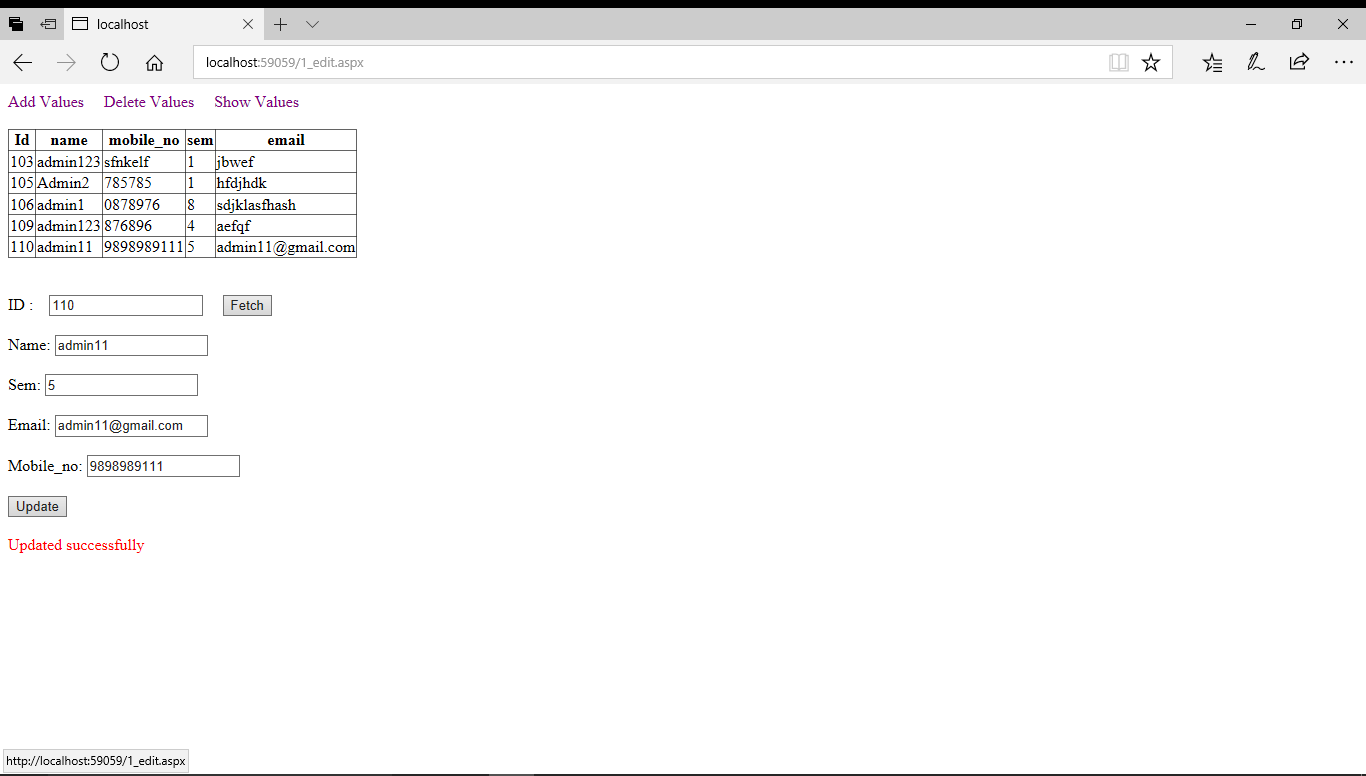 localhost
localhost:59059/1_edit.aspx
Add Values Delete Values Show Values
Id name mobile_no sem email
103 admin123 sfnkelf 1 jbwef
105 Admin2 785785 1 hfdjhdk
106 admin1 0878976 8 sdjklasfhash
109 admin123 876896 4 aefqf
110 admin11 9898989111 5 admin11@gmail.com
ID : 110 Fetch
Name: admin11
Sem: 5
Email: admin11@gmail.com
Mobile_no: 9898989111
Update
Updated successfully
http://localhost:59059/1_edit.aspx